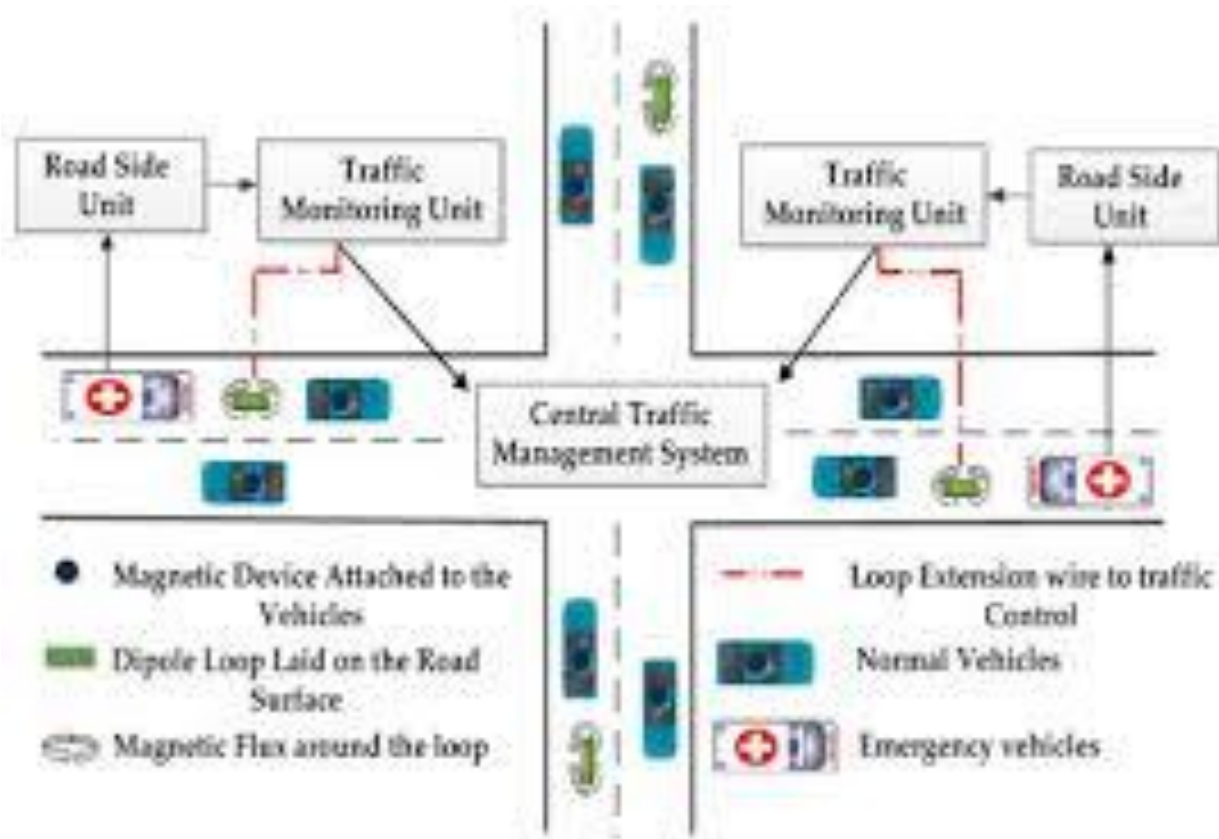 Road Side
Unit
Traffic
Monitoring Unit
Traffic
Monitoring Unit
Road Side
Unit
Central Traffic
Management System
Magnetic Device Attached to the
Vehicles
Dipole Loop Laid on the Road
Surface
Magnetic Flux around the loop
Loop Extension wire to traffic
Control
Normal Vehicles
Emergency vehicles